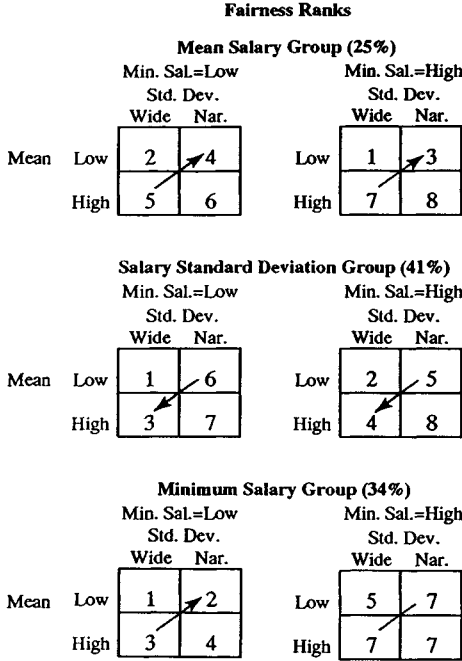 Fairness Ranks
Mean Salary Group (25%)
Min. Sal.=Low Min. Sal.=High
Std. Dev. Std. Dev.
Wide Nar. Wide Nar.
Mean Low 2 4 Low 1 3
High 5 6 High 7 8
Salary Standard Deviation Group (41%)
Min. Sal.=Low Min. Sal.=High
Std. Dev. Std. Dev.
Wide Nar. Wide Nar.
Mean Low 1 6 Low 2 5
High 3 7 High 4 8
Minimum Salary Group (34%)
Min. Sal.=Low Min. Sal.=High
Std. Dev. Std. Dev.
Wide Nar. Wide Nar.
Mean Low 1 2 Low 5 7
High 3 4 High 7 7